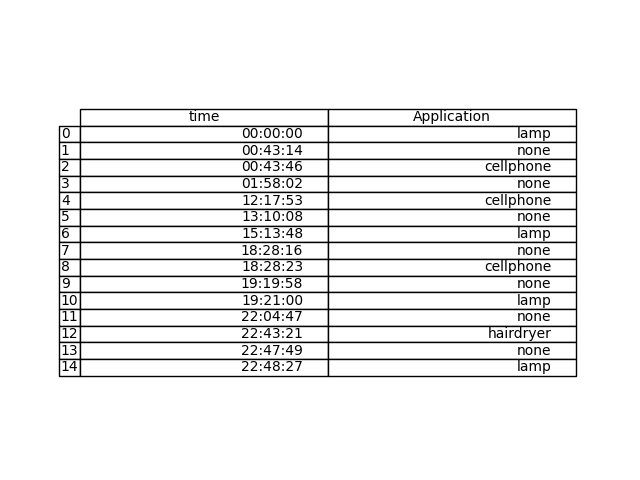 time Application
0 00:00:00 lamp
1 00:43:14 none
2 00:43:46 cellphone
3 01:58:02 none
4 12:17:53 cellphone
5 13:10:08 none
6 15:13:48 lamp
7 18:28:16 none
8 18:28:23 cellphone
9 19:19:58 none
10 19:21:00 lamp
11 22:04:47 none
12 22:43:21 hairdryer
13 22:47:49 none
14 22:48:27 lamp